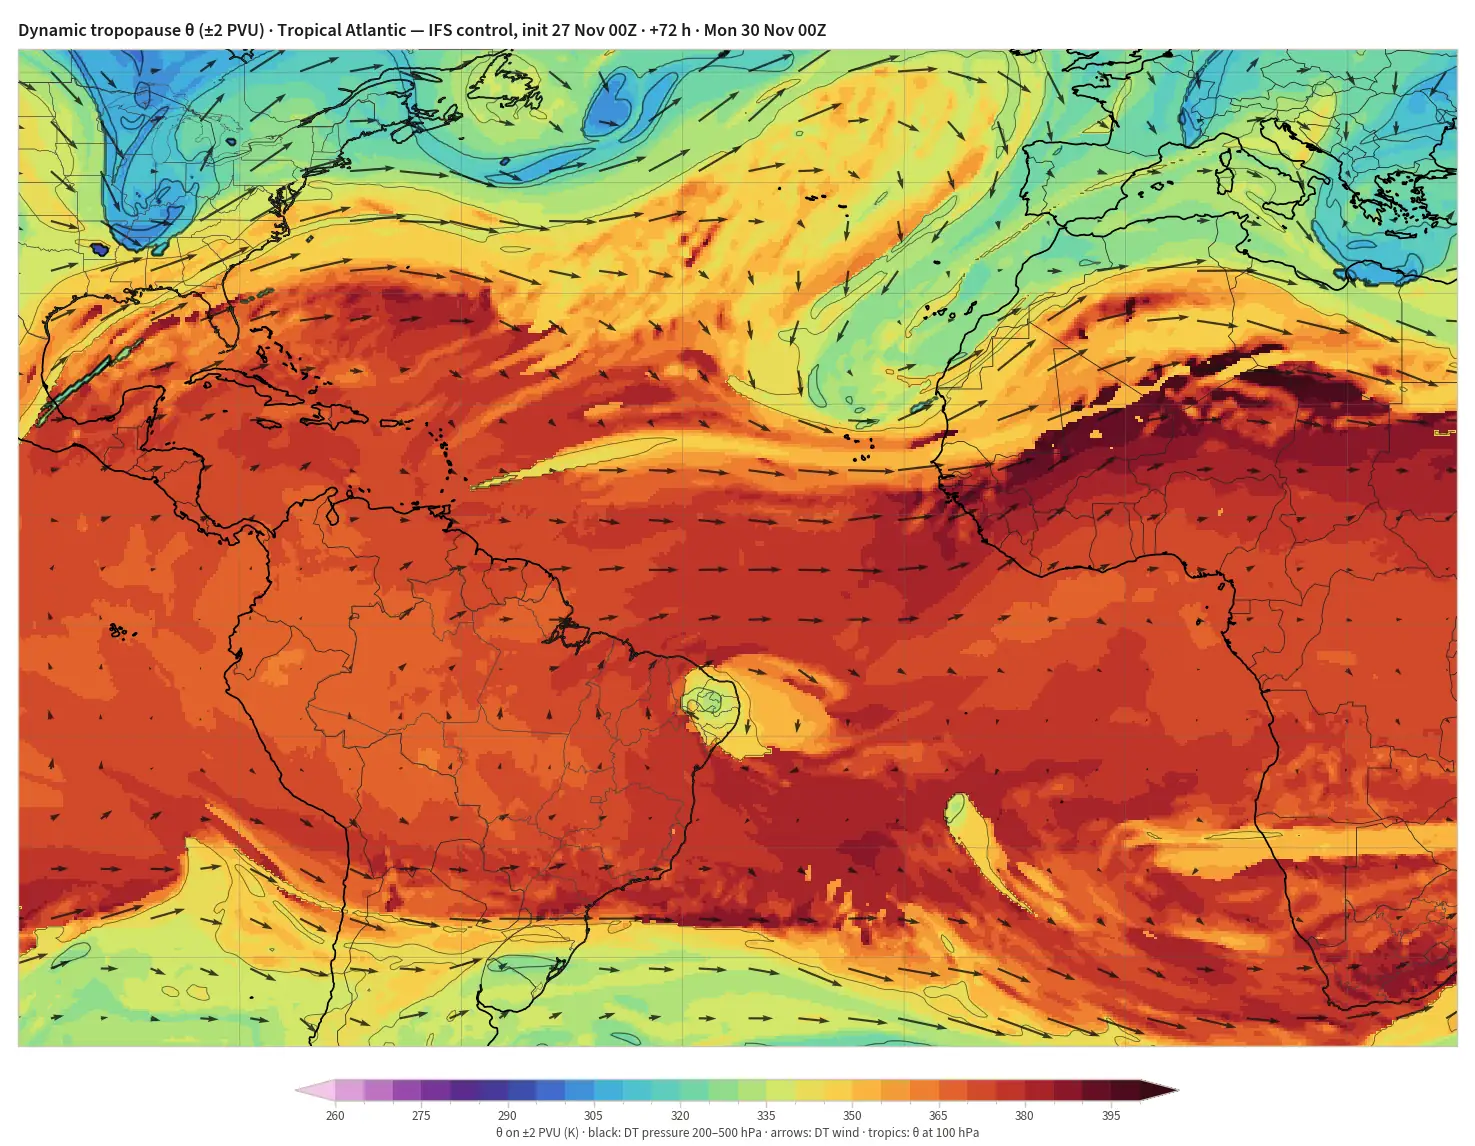 Dynamic tropopause θ (±2 PVU) · Tropical Atlantic — IFS control, init 27 Nov 00Z · +72 h · Mon 30 Nov 00Z
260 275 290 305 320 335 350 365 380 395
θ on ±2 PVU (K) · black: DT pressure 200–500 hPa · arrows: DT wind · tropics: θ at 100 hPa